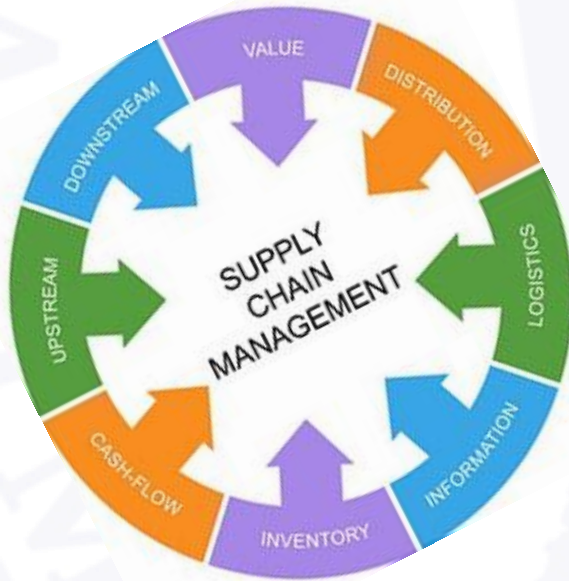 VALUE
DISTRIBUTION
LOGISTICS
INFORMATION
INVENTORY
CASH-FLOW
UPSTREAM
DOWNSTREAM
SUPPLY
CHAIN
MANAGEMENT